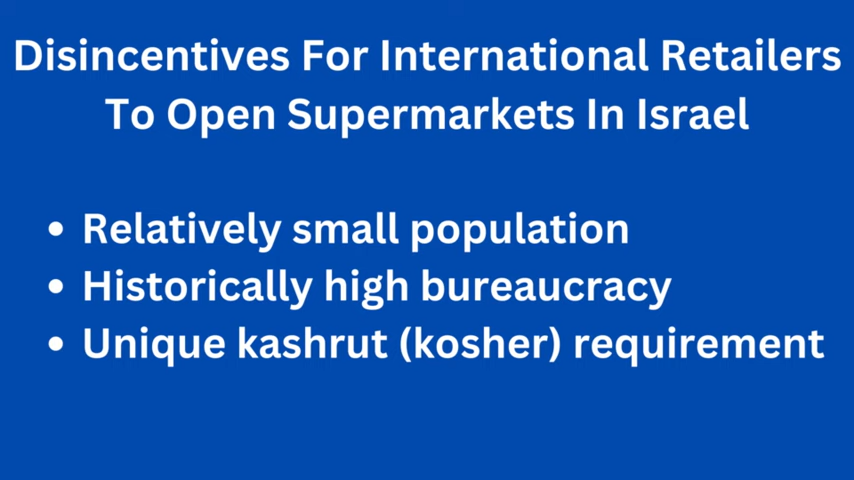 Disincentives For International Retailers
To Open Supermarkets In Israel
• Relatively small population
• Historically high bureaucracy
• Unique kashrut (kosher) requirement